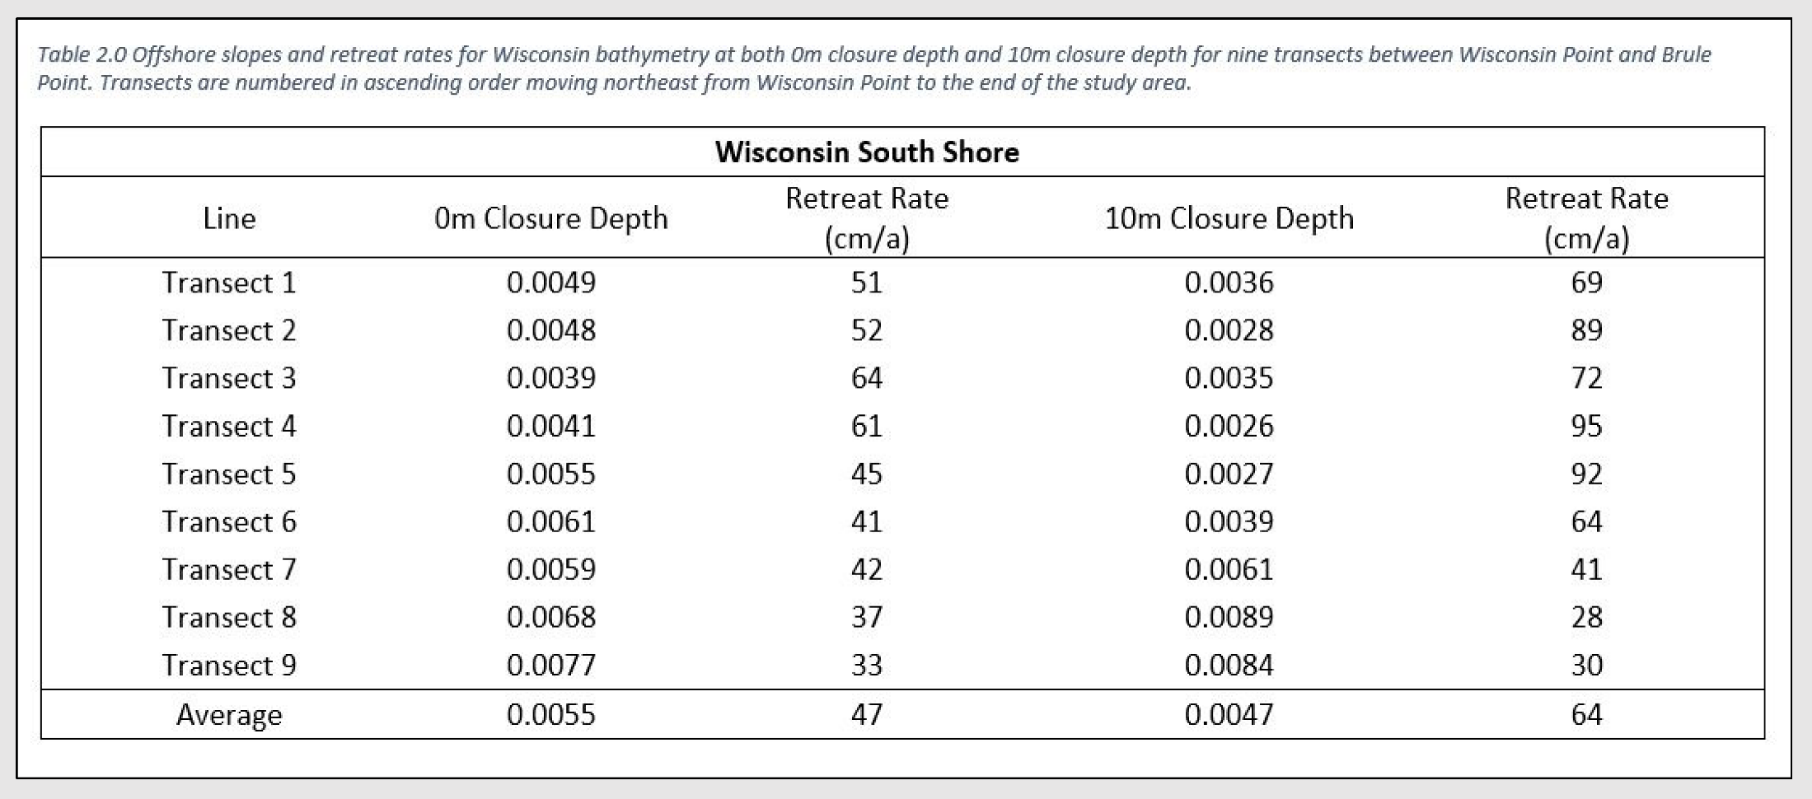 Table 2.0 Offshore slopes and retreat rates for Wisconsin bathymetry at both 0m closure depth and 10m closure depth for nine transects between Wisconsin Point and Brule
Point. Transects are numbered in ascending order moving northeast from Wisconsin Point to the end of the study area.
Wisconsin South Shore
Line 0m Closure Depth Retreat Rate (cm/a) 10m Closure Depth Retreat Rate (cm/a)
Transect 1 0.0049 51 0.0036 69
Transect 2 0.0048 52 0.0028 89
Transect 3 0.0039 64 0.0035 72
Transect 4 0.0041 61 0.0026 95
Transect 5 0.0055 45 0.0027 92
Transect 6 0.0061 41 0.0039 64
Transect 7 0.0059 42 0.0061 41
Transect 8 0.0068 37 0.0089 28
Transect 9 0.0077 33 0.0084 30
Average 0.0055 47 0.0047 64